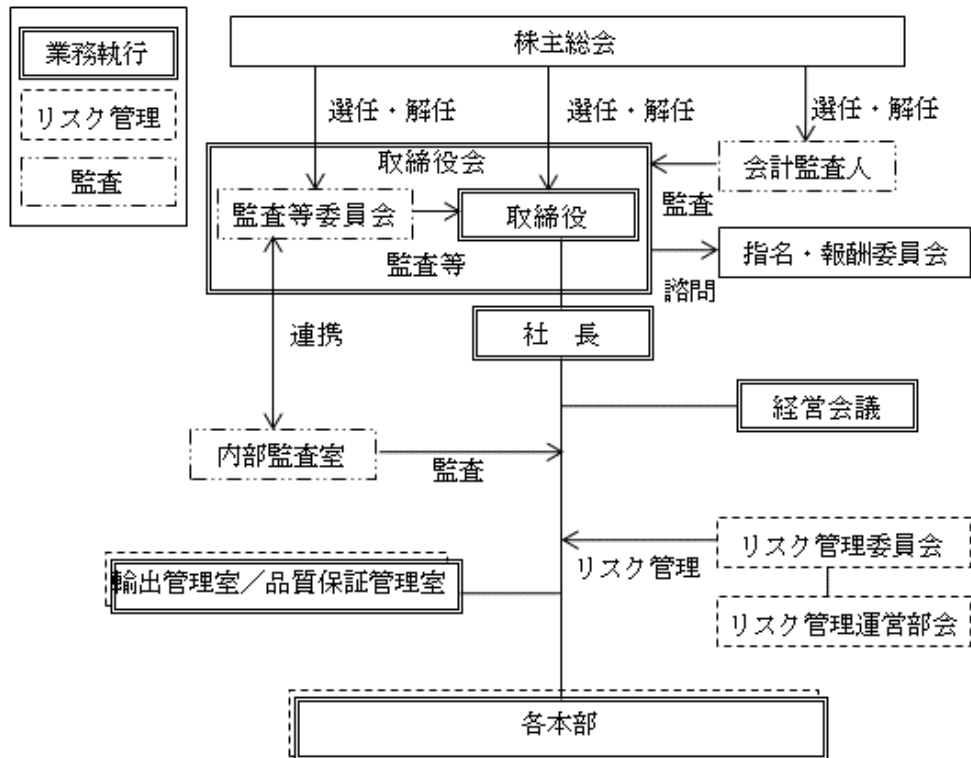 業務執行
リスク管理
監査
株主総会
選任・解任
選任・解任
選任・解任
取締役会
会計監査人
監査等委員会
取締役
監査
監査等
指名・報酬委員会
諮問
社　長
連携
経営会議
内部監査室
監査
リスク管理委員会
リスク管理
輸出管理室／品質保証管理室
リスク管理運営部会
各本部